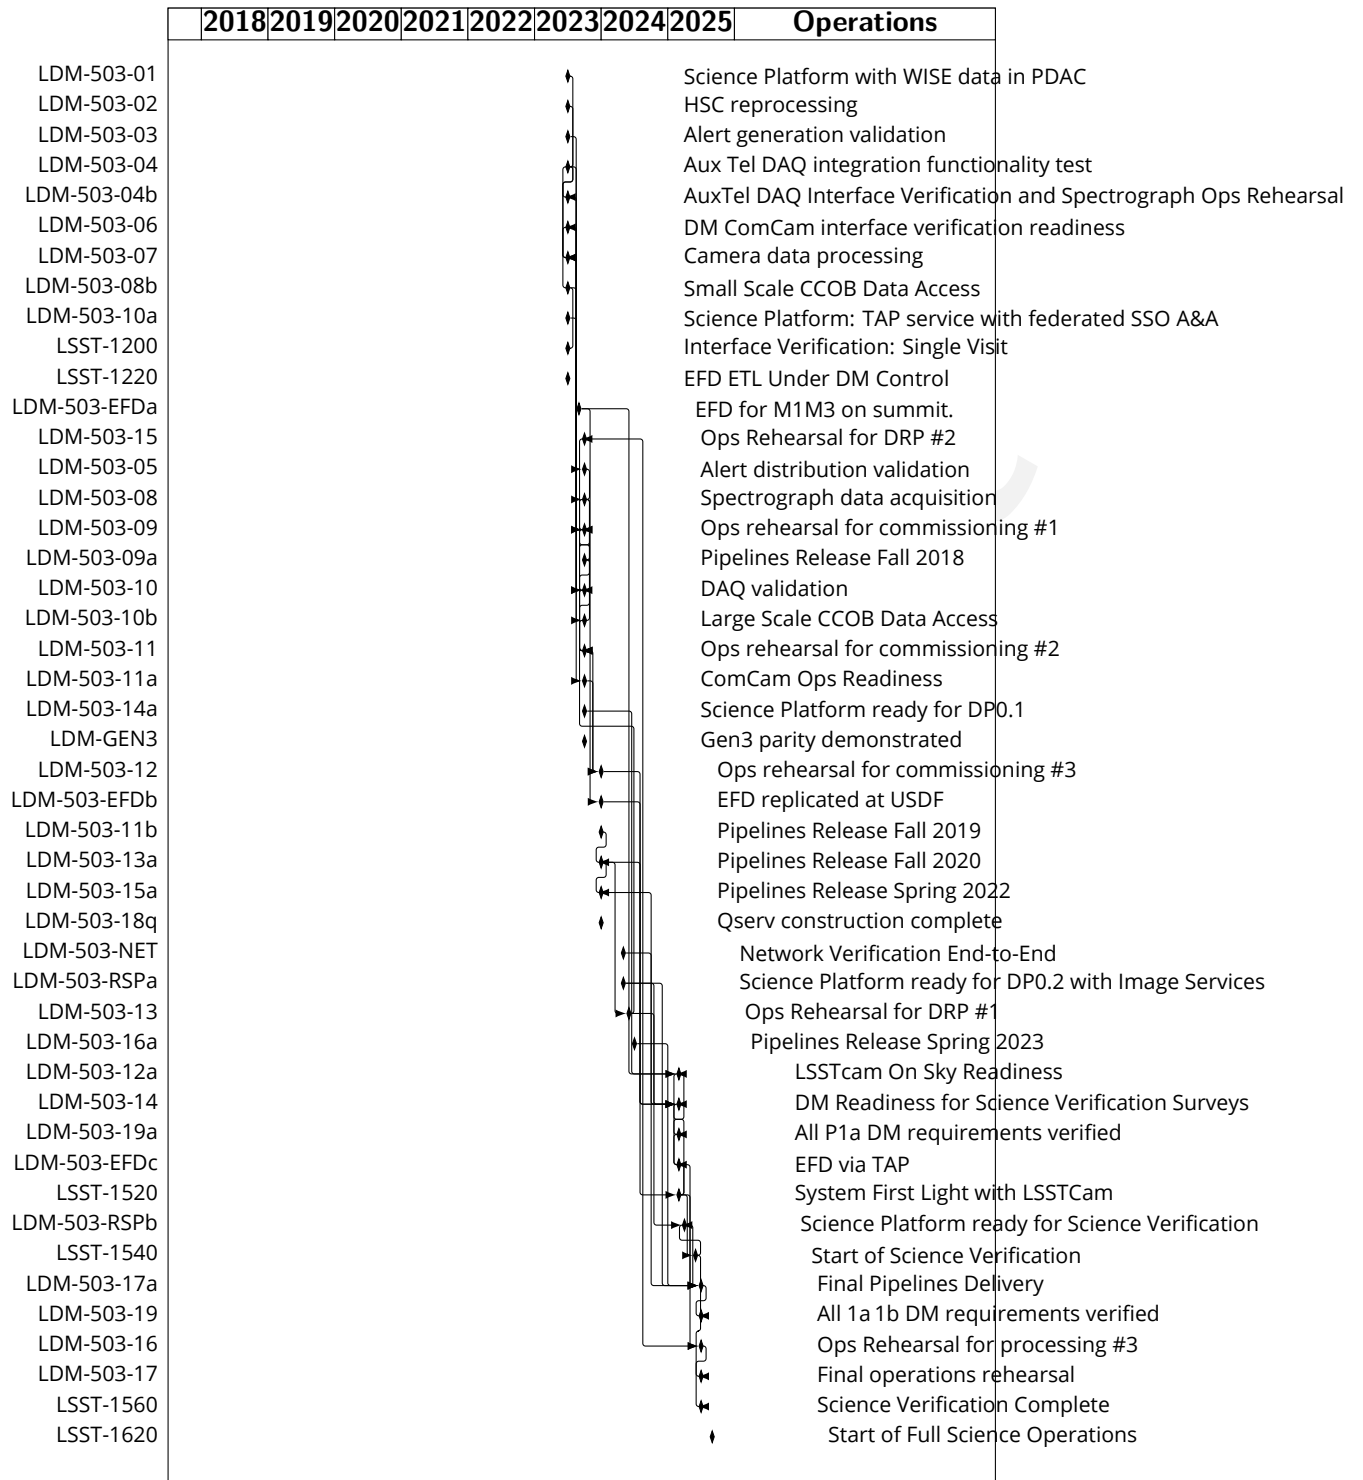 2018 2019 2020 2021 2022 2023 2024 2025 Operations
LDM-503-01 Science Platform with WISE data in PDAC
LDM-503-02 HSC reprocessing
LDM-503-03 Alert generation validation
LDM-503-04 Aux Tel DAQ integration functionality test
LDM-503-04b AuxTel DAQ Interface Verification and Spectrograph Ops Rehearsal
LDM-503-06 DM ComCam interface verification readiness
LDM-503-07 Camera data processing
LDM-503-08b Small Scale CCOB Data Access
LDM-503-10a Science Platform: TAP service with federated SSO A&A
LSST-1200 Interface Verification: Single Visit
LSST-1220 EFD ETL Under DM Control
LDM-503-EFDa EFD for M1M3 on summit.
LDM-503-15 Ops Rehearsal for DRP #2
LDM-503-05 Alert distribution validation
LDM-503-08 Spectrograph data acquisition
LDM-503-09 Ops rehearsal for commissioning #1
LDM-503-09a Pipelines Release Fall 2018
LDM-503-10 DAQ validation
LDM-503-10b Large Scale CCOB Data Access
LDM-503-11 Ops rehearsal for commissioning #2
LDM-503-11a ComCam Ops Readiness
LDM-503-14a Science Platform ready for DP0.1
LDM-GEN3 Gen3 parity demonstrated
LDM-503-12 Ops rehearsal for commissioning #3
LDM-503-EFDb EFD replicated at USDF
LDM-503-11b Pipelines Release Fall 2019
LDM-503-13a Pipelines Release Fall 2020
LDM-503-15a Pipelines Release Spring 2022
LDM-503-18q Qserv construction complete
LDM-503-NET Network Verification End-to-End
LDM-503-RSPa Science Platform ready for DP0.2 with Image Services
LDM-503-13 Ops Rehearsal for DRP #1
LDM-503-16a Pipelines Release Spring 2023
LDM-503-12a LSSTcam On Sky Readiness
LDM-503-14 DM Readiness for Science Verification Surveys
LDM-503-19a All P1a DM requirements verified
LDM-503-EFDc EFD via TAP
LSST-1520 System First Light with LSSTCam
LDM-503-RSPb Science Platform ready for Science Verification
LSST-1540 Start of Science Verification
LDM-503-17a Final Pipelines Delivery
LDM-503-19 All 1a 1b DM requirements verified
LDM-503-16 Ops Rehearsal for processing #3
LDM-503-17 Final operations rehearsal
LSST-1560 Science Verification Complete
LSST-1620 Start of Full Science Operations